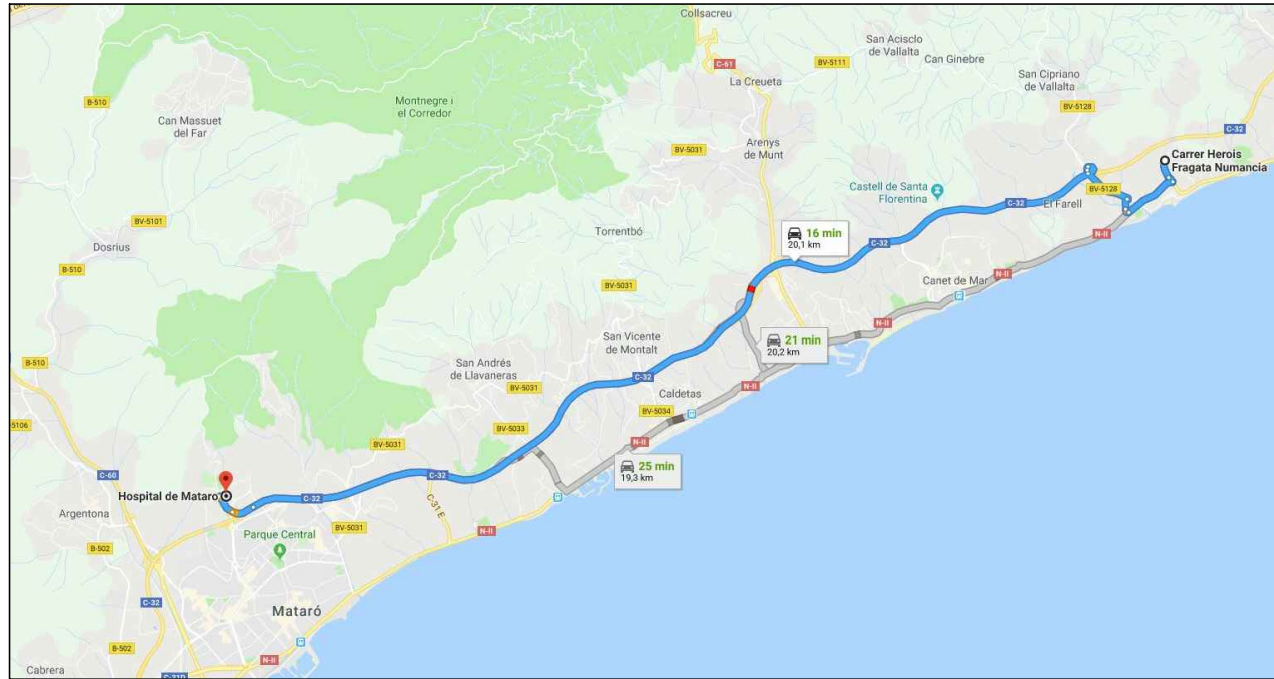 Collsacreu
San Acisclo
de Vallalta
Can Ginebre
C-61
BV-5111
La Creueta
San Cipriano
de Vallalta
B-510
Montnegre i
el Corredor
BV-5128
C-32
Can Massuet
del Far
Arenys
de Munt
BV-5031
Carrer Herois
Fragata Numancia
Castell de Santa
Florentina
BV-5128
C-32
El Farell
BV-5101
Torrentbó
16 min
20,1 km
N-II
Dosrius
C-32
B-510
BV-5031
Canet de Mar
N-II
N-II
San Vicente
de Montalt
21 min
20,2 km
B-510
San Andrés
de Llavaneras
C-32
BV-5031
Caldetas
N-II
BV-5034
-5106
BV-5033
BV-5031
N-II
25 min
19,3 km
C-60
C-32
Hospital de Mataró
C-32
C-31 E
Argentona
BV-5031
N-II
Parque Central
B-502
C-32
Mataró
B-502
N-II
Cabrera
C-31D